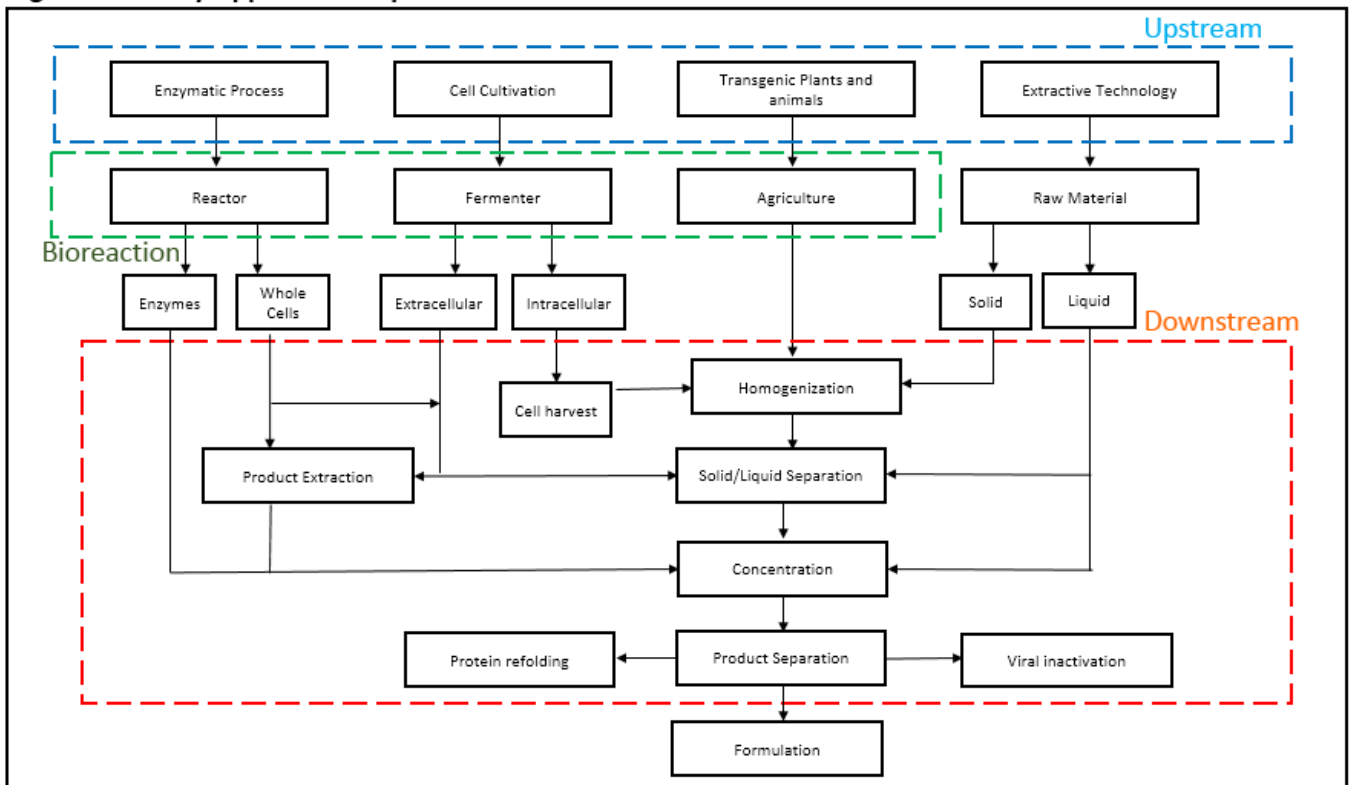 Upstream
Enzymatic Process
Cell Cultivation
Transgenic Plants and
animals
Extractive Technology
Reactor
Fermenter
Agriculture
Raw Material
Bioreaction
Enzymes
Whole
Cells
Extracellular
Intracellular
Solid
Liquid
Downstream
Homogenization
Cell harvest
Product Extraction
Solid/Liquid Separation
Concentration
Protein refolding
Product Separation
Viral inactivation
Formulation